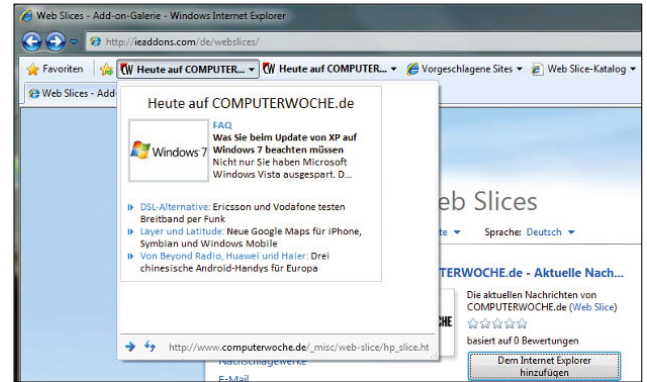 Web Slices - Add-on-Galerie - Windows Internet Explorer
http://ieaddons.com/de/webslices/
Favoriten
Heute auf COMPUTER...
Heute auf COMPUTER...
Vorgeschlagene Sites
Web Slice-Katalog
Web Slices - Add-
Heute auf COMPUTERWOCHE.de
Windows 7
FAQ
Was Sie beim Update von XP auf
Windows 7 beachten müssen
Nicht nur Sie haben Microsoft
Windows Vista ausgespart. D...
DSL-Alternative: Ericsson und Vodafone testen
Breitband per Funk
Layer und Latitude: Neue Google Maps für iPhone,
Symbian und Windows Mobile
Von Beyond Radio, Huawei und Haier: Drei
chinesische Android-Handys für Europa
http://www.computerwoche.de/_misc/web-slice/hp_slice.ht
eb Slices
te
Sprache: Deutsch
TERWOCHE.de - Aktuelle Nach...
Die aktuellen Nachrichten von
COMPUTERWOCHE.de (Web Slice)
HE
basiert auf 0 Bewertungen
Dem Internet Explorer
hinzufügen
Nachschlagewerke
E-Mail